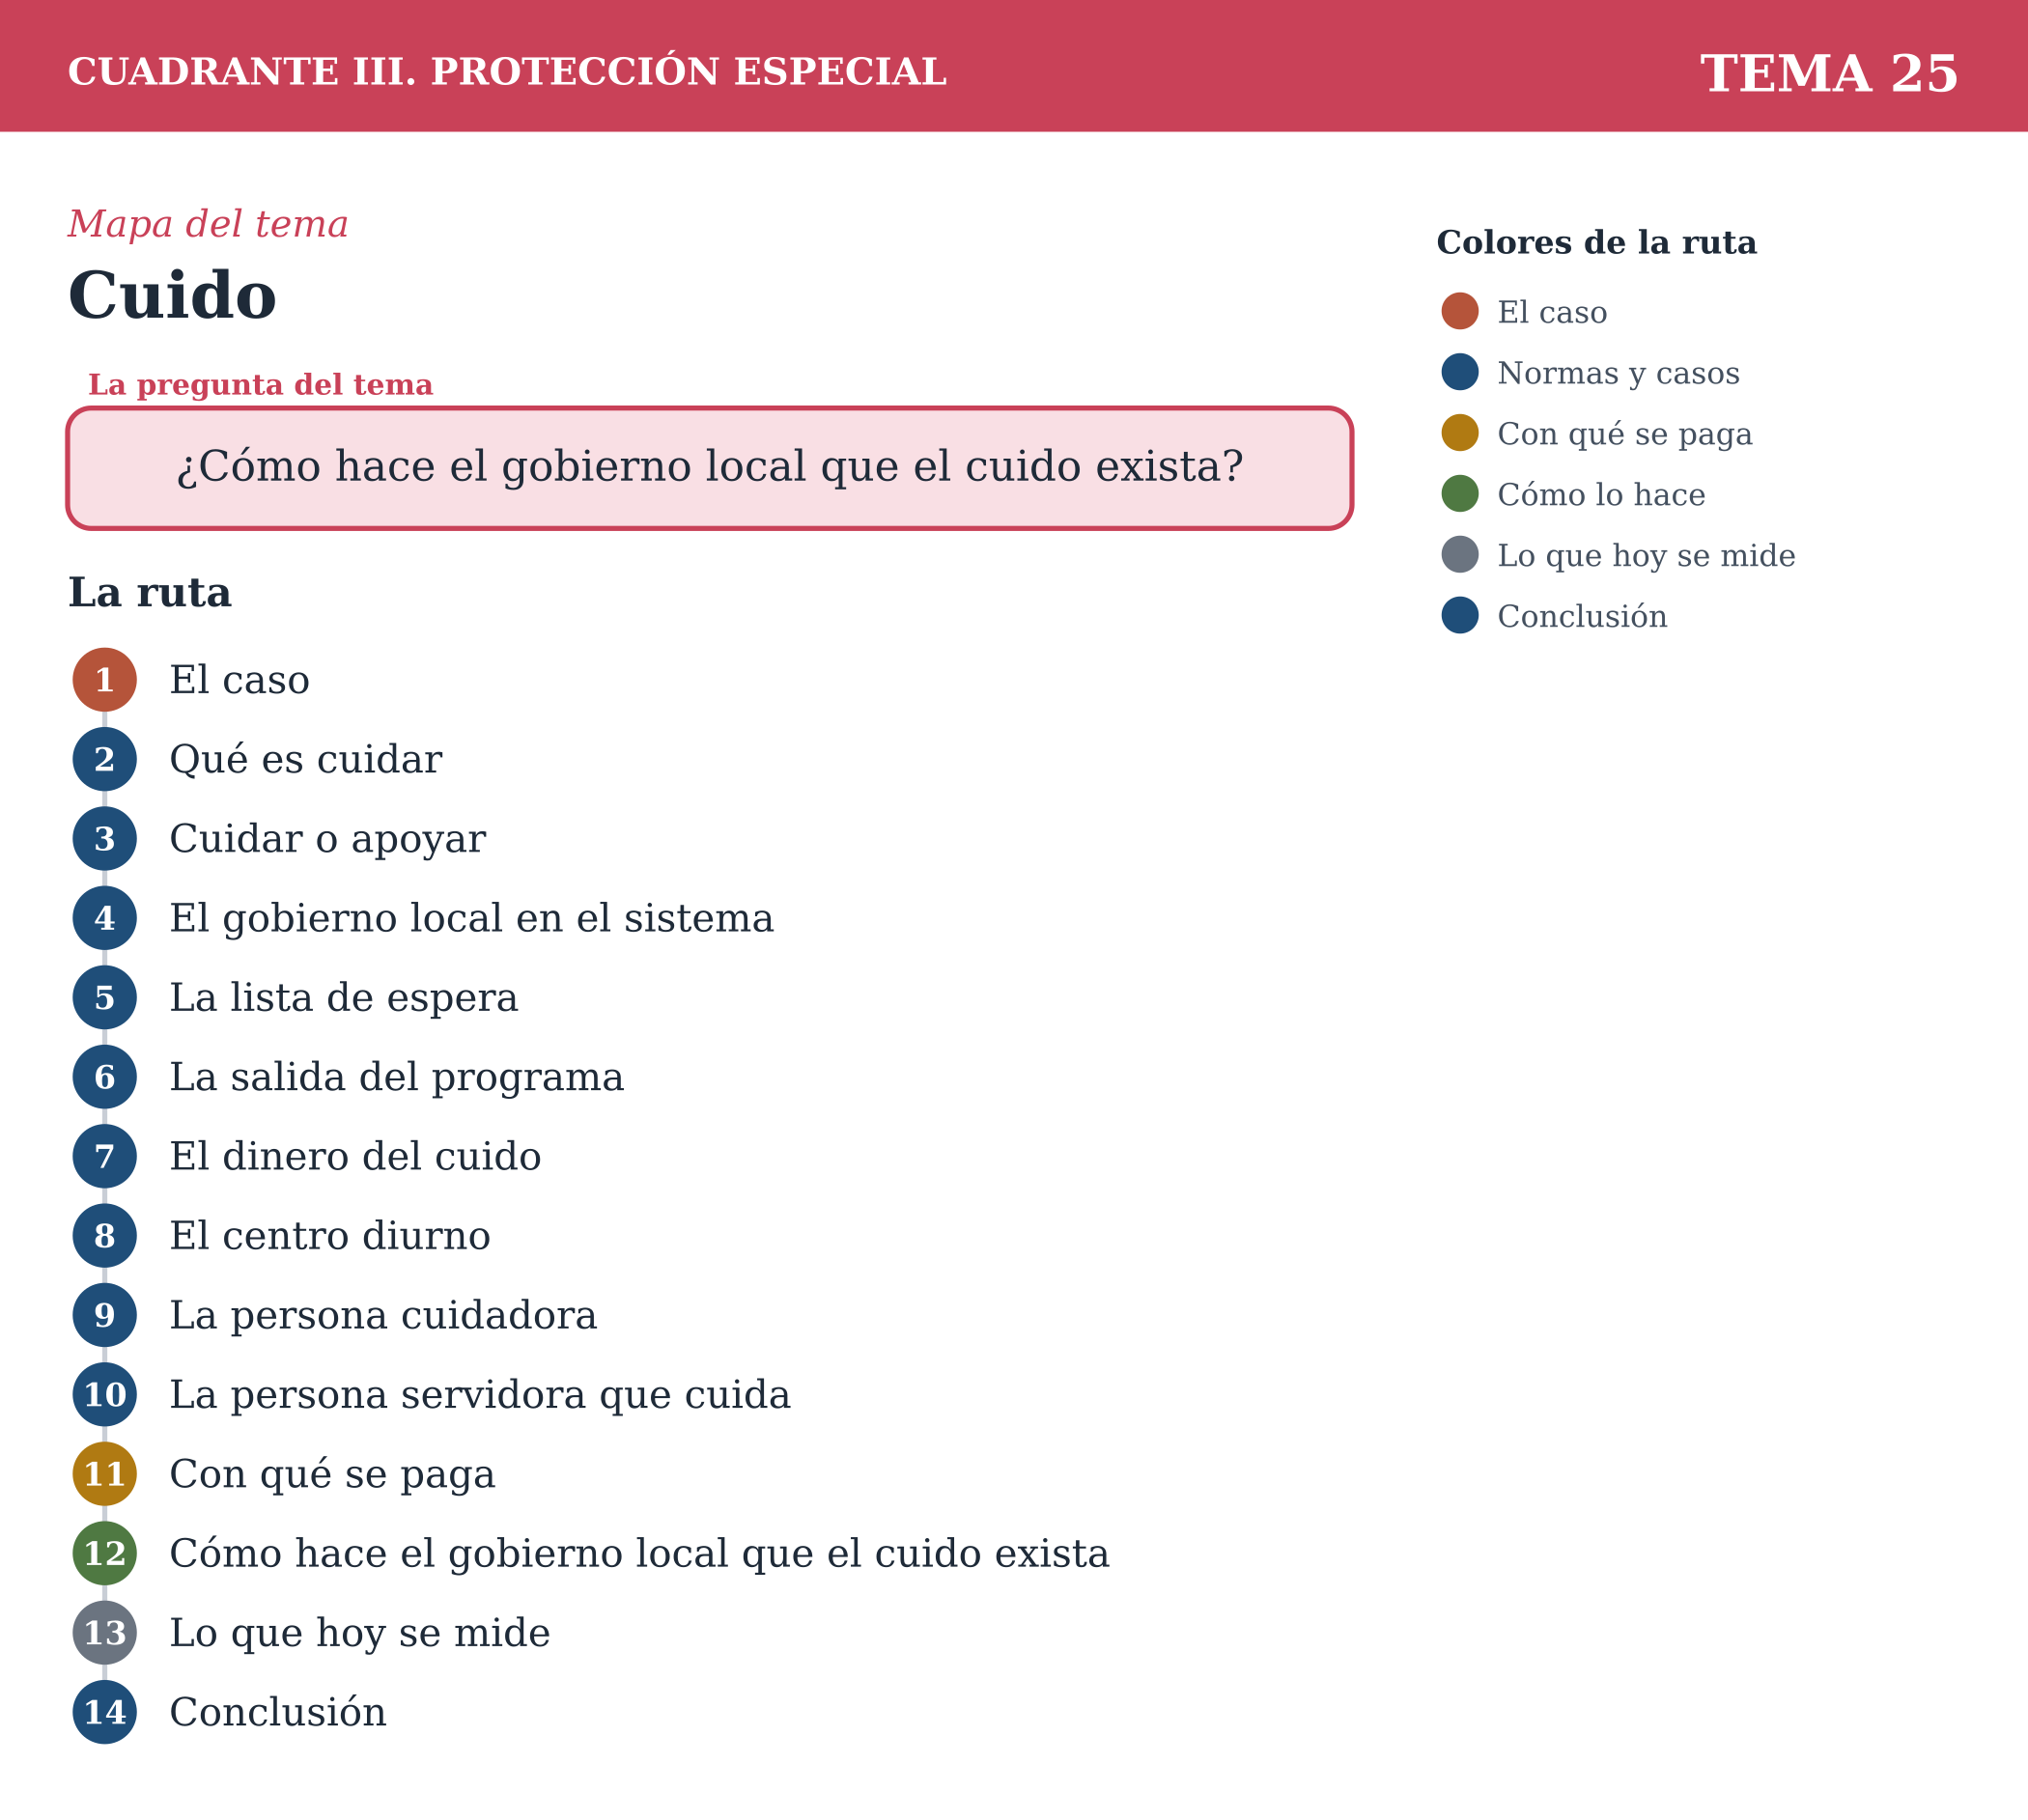 CUADRANTE III. PROTECCIÓN ESPECIAL
TEMA 25
Mapa del tema
Cuido
La pregunta del tema
¿Cómo hace el gobierno local que el cuido exista?
La ruta
1 El caso
2 Qué es cuidar
3 Cuidar o apoyar
4 El gobierno local en el sistema
5 La lista de espera
6 La salida del programa
7 El dinero del cuido
8 El centro diurno
9 La persona cuidadora
10 La persona servidora que cuida
11 Con qué se paga
12 Cómo hace el gobierno local que el cuido exista
13 Lo que hoy se mide
14 Conclusión
Colores de la ruta
El caso
Normas y casos
Con qué se paga
Cómo lo hace
Lo que hoy se mide
Conclusión